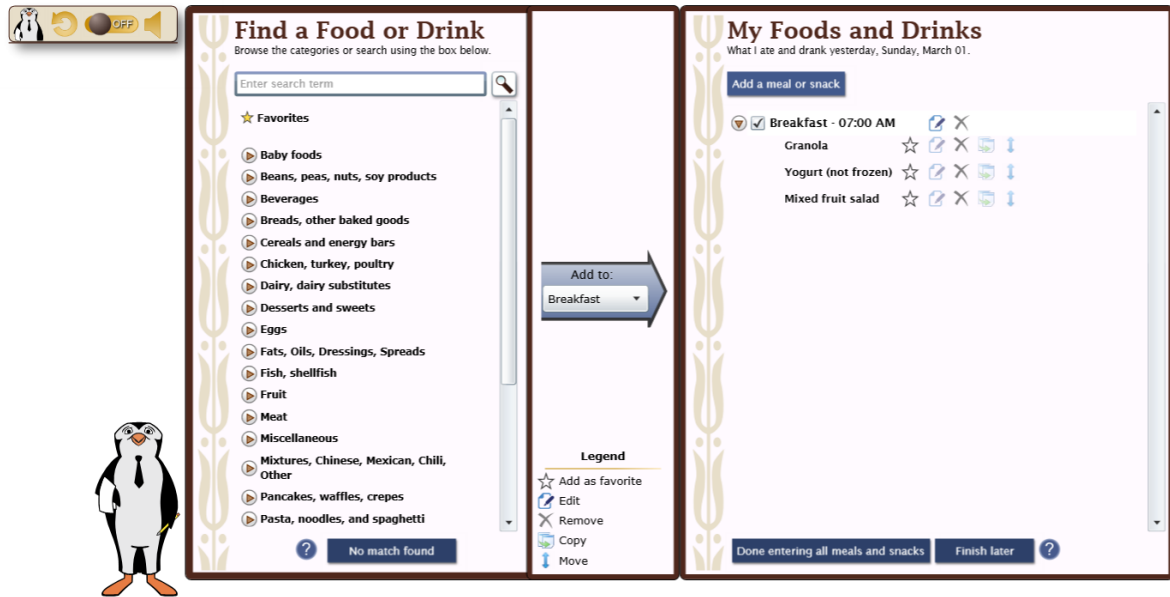 OFF
Find a Food or Drink
Browse the categories or search using the box below.
Enter search term
Favorites
Baby foods
Beans, peas, nuts, soy products
Beverages
Breads, other baked goods
Cereals and energy bars
Chicken, turkey, poultry
Dairy, dairy substitutes
Desserts and sweets
Eggs
Fats, Oils, Dressings, Spreads
Fish, shellfish
Fruit
Meat
Miscellaneous
Mixtures, Chinese, Mexican, Chili,
Other
Pancakes, waffles, crepes
Pasta, noodles, and spaghetti
? No match found
Add to:
Breakfast
Legend
Add as favorite
Edit
Remove
Copy
Move
My Foods and Drinks
What I ate and drank yesterday, Sunday, March 01.
Add a meal or snack
Breakfast - 07:00 AM
Granola
Yogurt (not frozen)
Mixed fruit salad
Done entering all meals and snacks Finish later ?